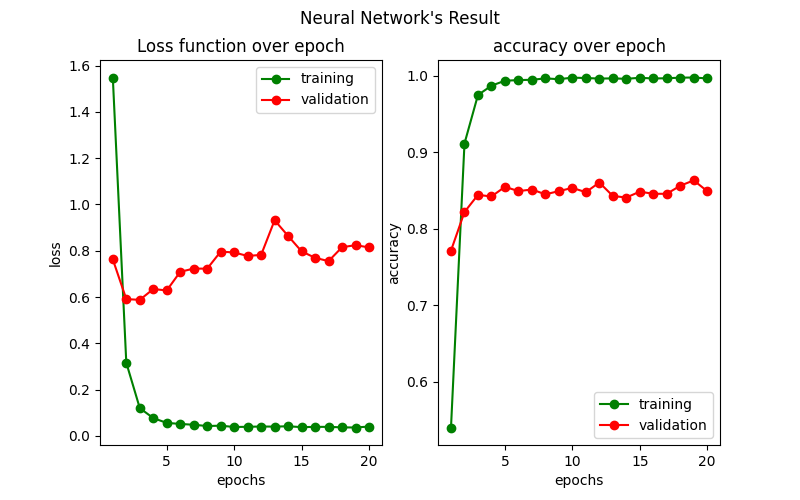 Neural Network's Result
Loss function over epoch
loss
1.6
1.4
1.2
1.0
0.8
0.6
0.4
0.2
0.0
training
validation
5
10
15
20
epochs
accuracy over epoch
accuracy
1.0
0.9
0.8
0.7
0.6
training
validation
5
10
15
20
epochs